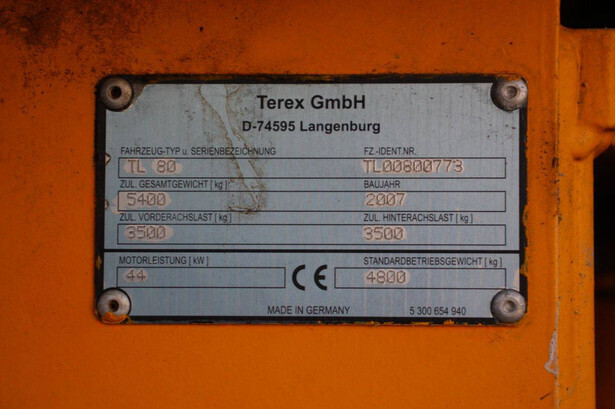 Terex GmbH
D-74595 Langenburg
FAHRZEUG-TYP u. SERIENBEZEICHNUNG FZ.-IDENT.NR.
TL 80 TL00800773
ZUL. GESAMTGEWICHT [ kg ] BAUJAHR
5400 2007
ZUL. VORDERACHSLAST [ kg ] ZUL. HINTERACHSLAST [ kg ]
3500 3500
MOTORLEISTUNG [ kW ] STANDARDBETRIEBSGEWICHT [ kg ]
44 CE 4800
MADE IN GERMANY 5 300 654 940